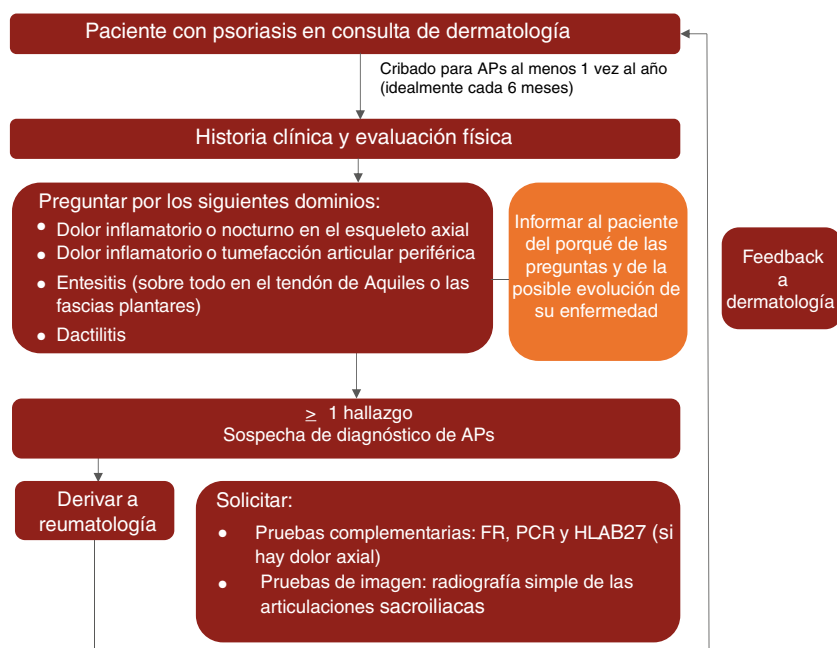 Paciente con psoriasis en consulta de dermatología
Cribado para APs al menos 1 vez al año
(idealmente cada 6 meses)
Historia clínica y evaluación física
Preguntar por los siguientes dominios:
• Dolor inflamatorio o nocturno en el esqueleto axial
• Dolor inflamatorio o tumefacción articular periférica
• Entesitis (sobre todo en el tendón de Aquiles o las
fascias plantares)
• Dactilitis
Informar al paciente
del porqué de las
preguntas y de la
posible evolución de
su enfermedad
Feedback
a
dermatología
≥ 1 hallazgo
Sospecha de diagnóstico de APs
Derivar a
reumatología
Solicitar:
• Pruebas complementarias: FR, PCR y HLAB27 (si
hay dolor axial)
• Pruebas de imagen: radiografía simple de las
articulaciones sacroiliacas